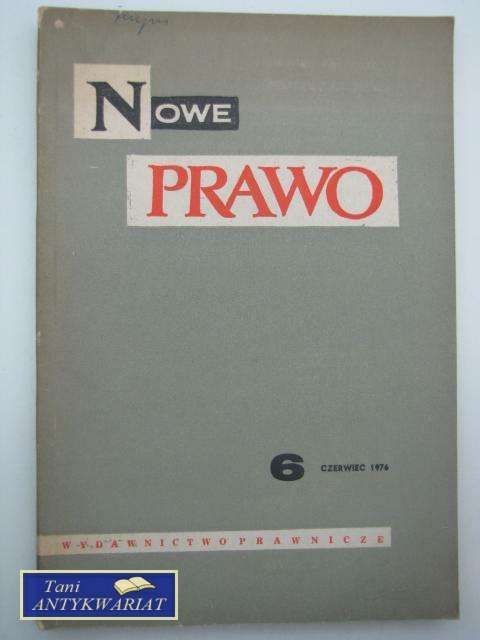 NOWE
PRAWO
6 CZERWIEC 1976
WYDAWNICTWO PRAWNICZE
Tani
ANTYKWARIAT